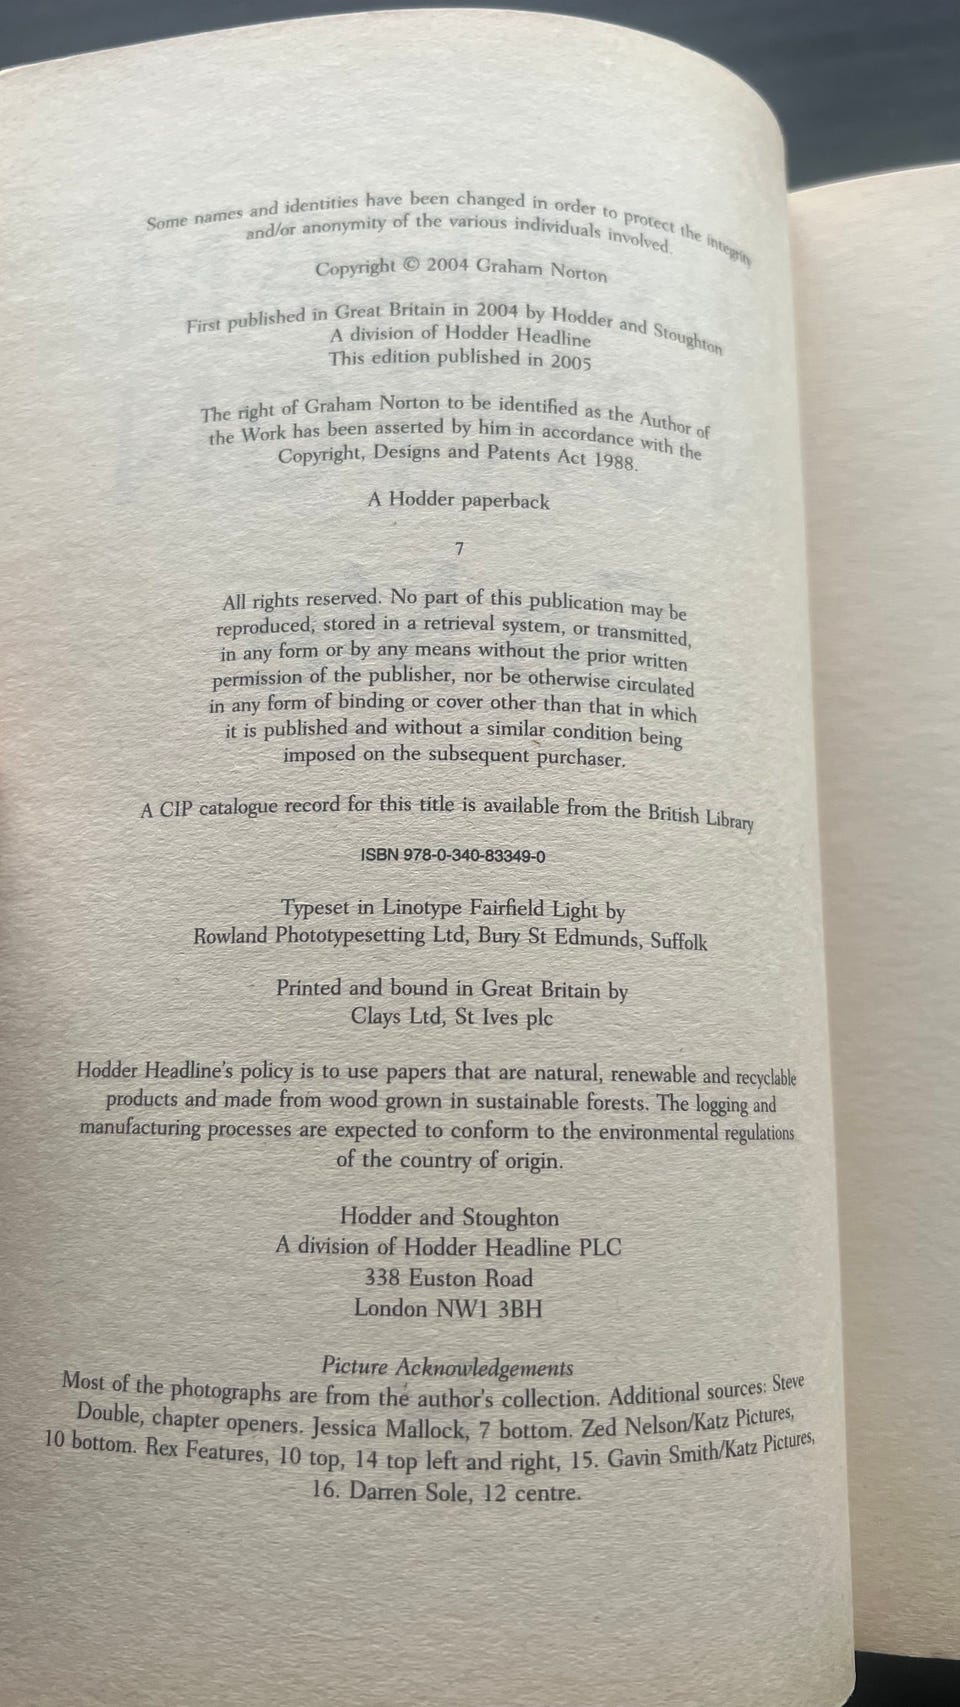 Some names and identities have been changed in order to protect the integrity
and/or anonymity of the various individuals involved.
Copyright © 2004 Graham Norton
First published in Great Britain in 2004 by Hodder and Stoughton
A division of Hodder Headline
This edition published in 2005
The right of Graham Norton to be identified as the Author of
the Work has been asserted by him in accordance with the
Copyright, Designs and Patents Act 1988.
A Hodder paperback
7
All rights reserved. No part of this publication may be
reproduced, stored in a retrieval system, or transmitted,
in any form or by any means without the prior written
permission of the publisher, nor be otherwise circulated
in any form of binding or cover other than that in which
it is published and without a similar condition being
imposed on the subsequent purchaser.
A CIP catalogue record for this title is available from the British Library
ISBN 978-0-340-83349-0
Typeset in Linotype Fairfield Light by
Rowland Phototypesetting Ltd, Bury St Edmunds, Suffolk
Printed and bound in Great Britain by
Clays Ltd, St Ives plc
Hodder Headline's policy is to use papers that are natural, renewable and recyclable
products and made from wood grown in sustainable forests. The logging and
manufacturing processes are expected to conform to the environmental regulations
of the country of origin.
Hodder and Stoughton
A division of Hodder Headline PLC
338 Euston Road
London NW1 3BH
Picture Acknowledgements
Most of the photographs are from the author's collection. Additional sources: Steve
Double, chapter openers. Jessica Mallock, 7 bottom. Zed Nelson/Katz Pictures,
10 bottom. Rex Features, 10 top, 14 top left and right, 15. Gavin Smith/Katz Pictures,
16. Darren Sole, 12 centre.